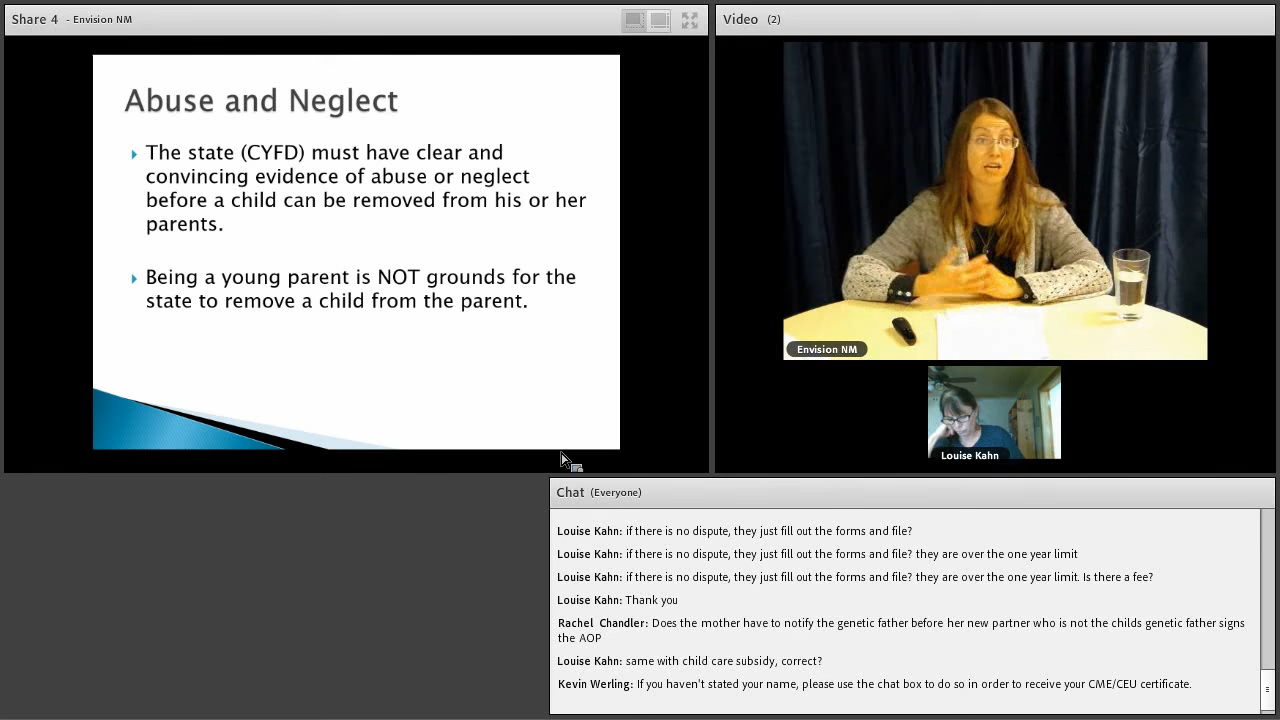 Share 4 - Envision NM
Abuse and Neglect
The state (CYFD) must have clear and
convincing evidence of abuse or neglect
before a child can be removed from his or her
parents.
Being a young parent is NOT grounds for the
state to remove a child from the parent.
Video (2)
Envision NM
Louise Kahn
Chat (Everyone)
Louise Kahn: if there is no dispute, they just fill out the forms and file?
Louise Kahn: if there is no dispute, they just fill out the forms and file? they are over the one year limit
Louise Kahn: if there is no dispute, they just fill out the forms and file? they are over the one year limit. Is there a fee?
Louise Kahn: Thank you
Rachel Chandler: Does the mother have to notify the genetic father before her new partner who is not the childs genetic father signs
the AOP
Louise Kahn: same with child care subsidy, correct?
Kevin Werling: If you haven't stated your name, please use the chat box to do so in order to receive your CME/CEU certificate.